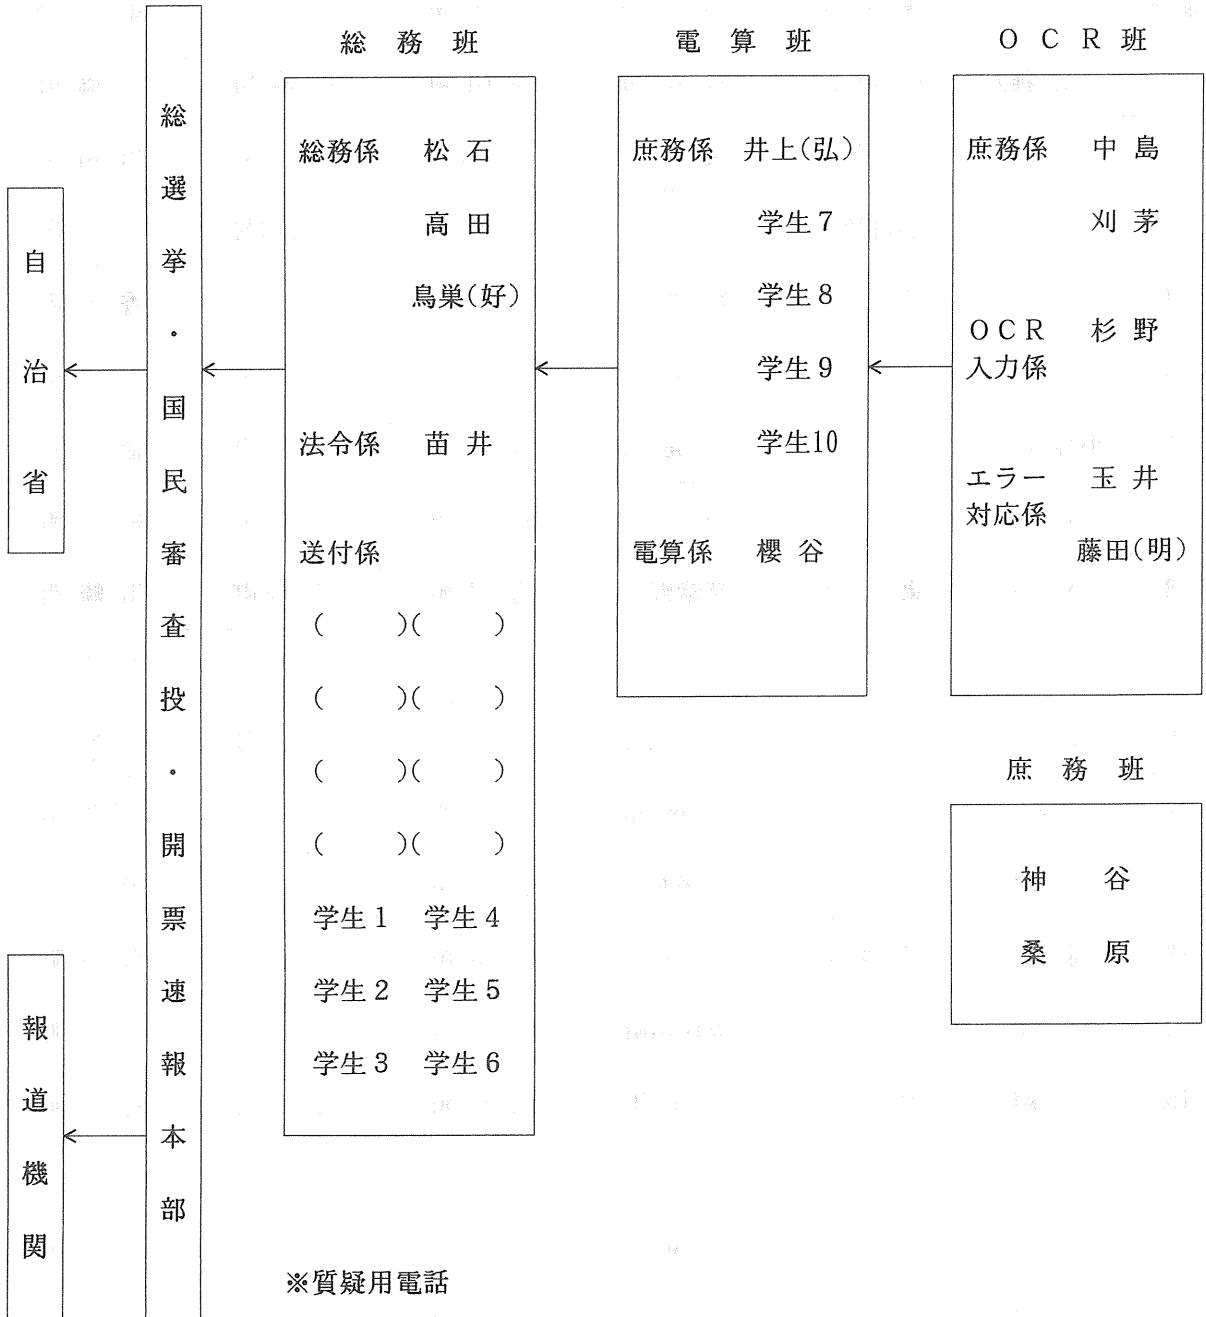 自治省
報道機関
総選挙・国民審査投・開票速報本部
総務班
総務係 松石
高田
鳥巣(好)
法令係 苗井
送付係
( )( )
( )( )
( )( )
( )( )
学生1 学生4
学生2 学生5
学生3 学生6
※質疑用電話
電算班
庶務係 井上(弘)
学生7
学生8
学生9
学生10
電算係 櫻谷
OCR班
庶務係 中島
刈茅
OCR 杉野
入力係
エラー 玉井
対応係
藤田(明)
庶務班
神谷
桑原